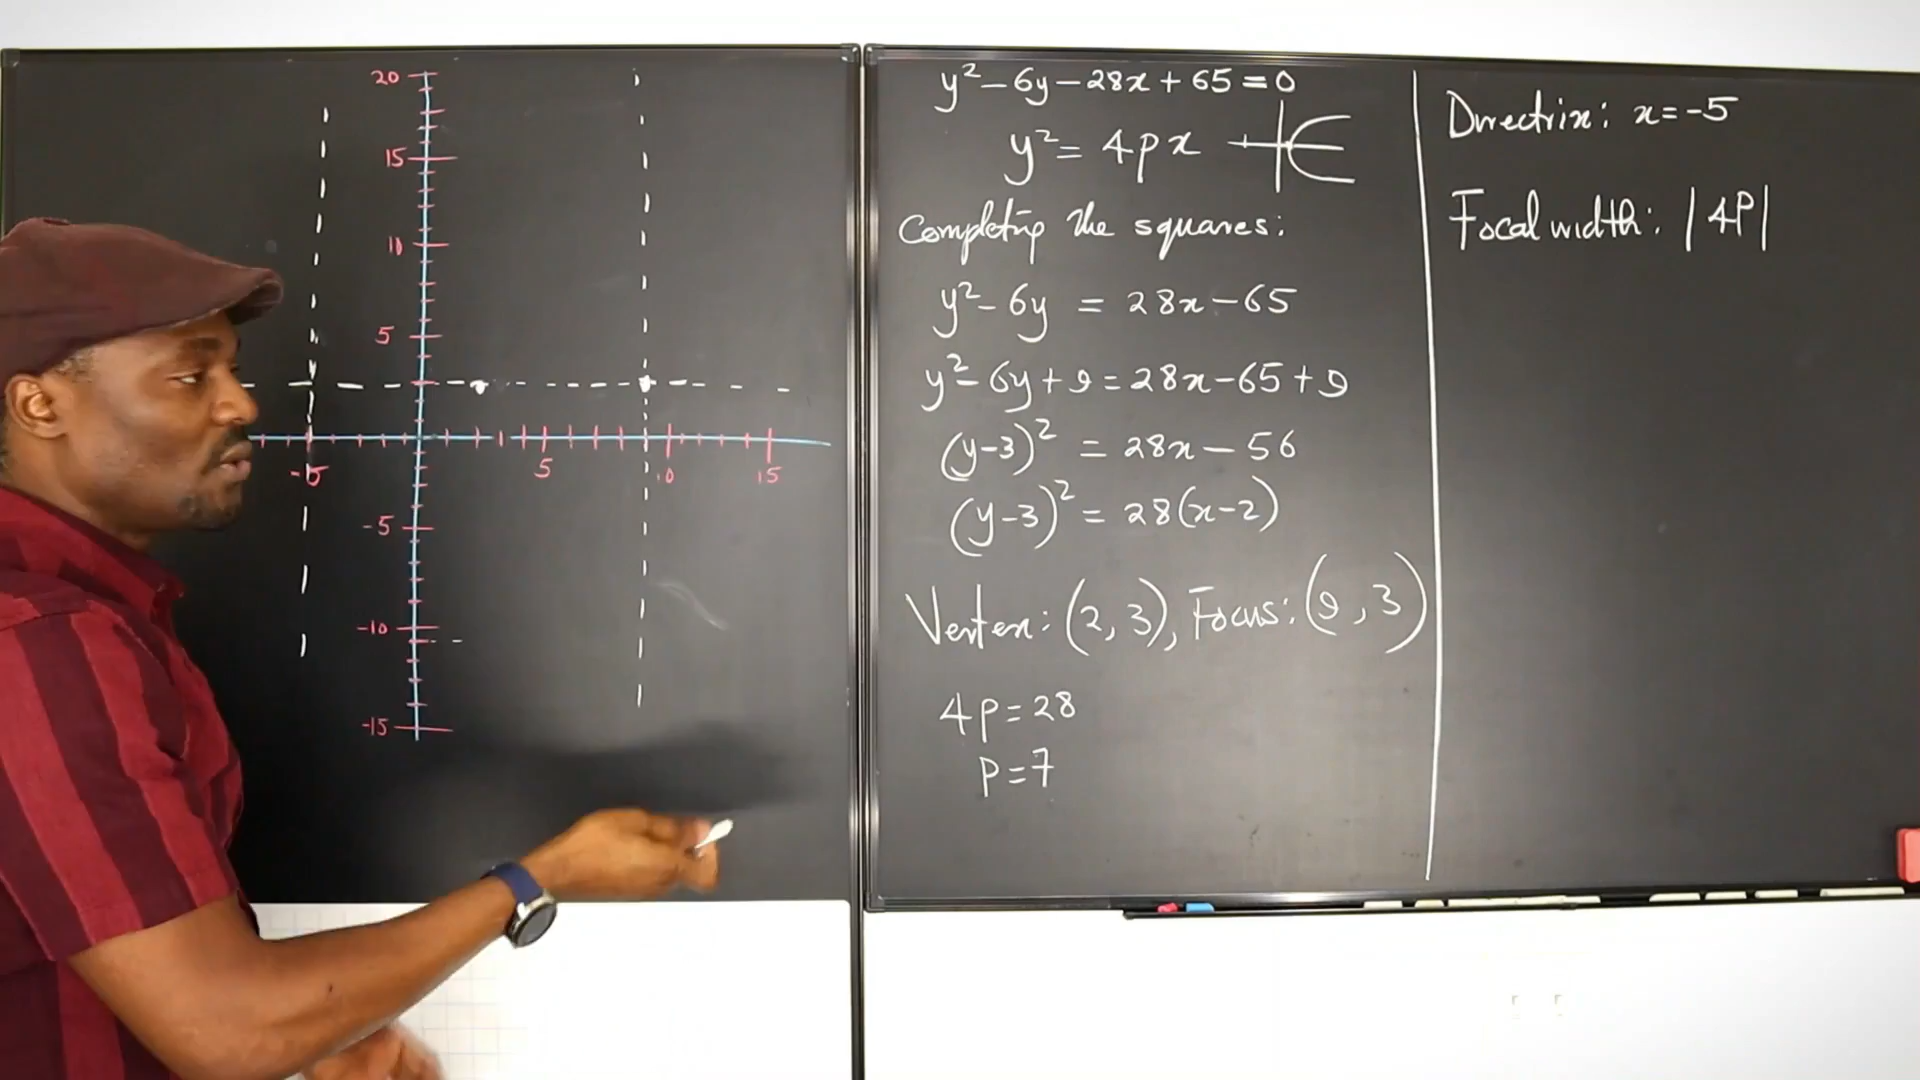 20
15
10
5
-5
5
10
15
-5
-10
-15
y² - 6y - 28x + 65 = 0
y² = 4px
Completing the squares:
y² - 6y = 28x - 65
y² - 6y + 9 = 28x - 65 + 9
(y-3)² = 28x - 56
(y-3)² = 28(x-2)
Vertex: (2, 3), Focus: (9, 3)
4p = 28
p = 7
Directrix: x = -5
Focal width: |4P|